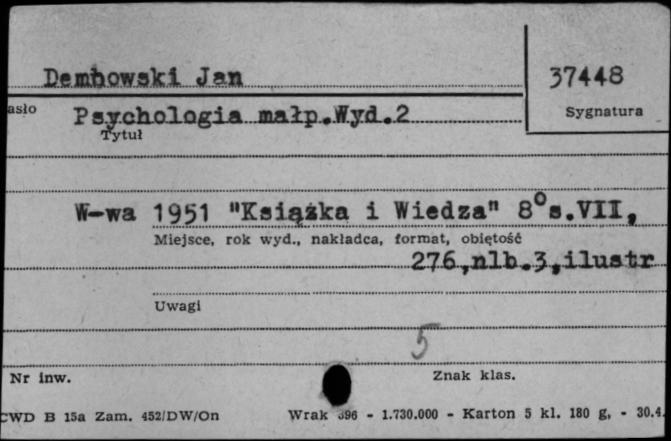 Dembowski Jan
37448
asło
Psychologia małp.Wyd.2
Sygnatura
Tytuł
W-wa 1951 "Książka i Wiedza" 8⁰s.VII,
Miejsce, rok wyd., nakładca, format, objętość
276,nlb.3,ilustr
Uwagi
5
Nr inw.
Znak klas.
CWD B 15a Zam. 452/DW/On
Wrak 396 - 1.730.000 - Karton 5 kl. 180 g, - 30.4.